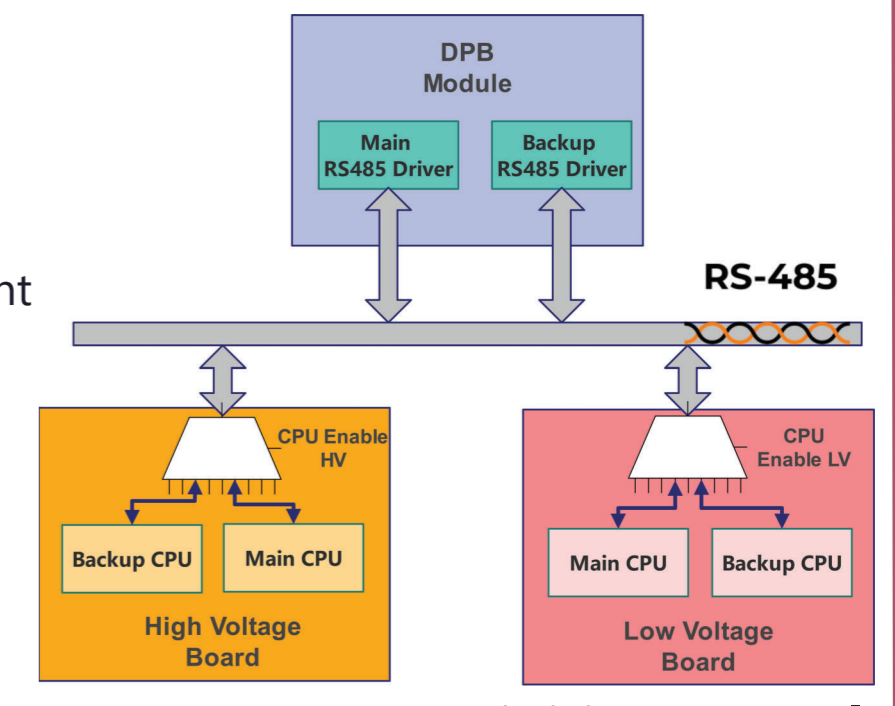 DPB
Module
Main
RS485 Driver
Backup
RS485 Driver
nt
RS-485
CPU Enable
HV
CPU
Enable LV
Backup CPU
Main CPU
Main CPU
Backup CPU
High Voltage
Board
Low Voltage
Board